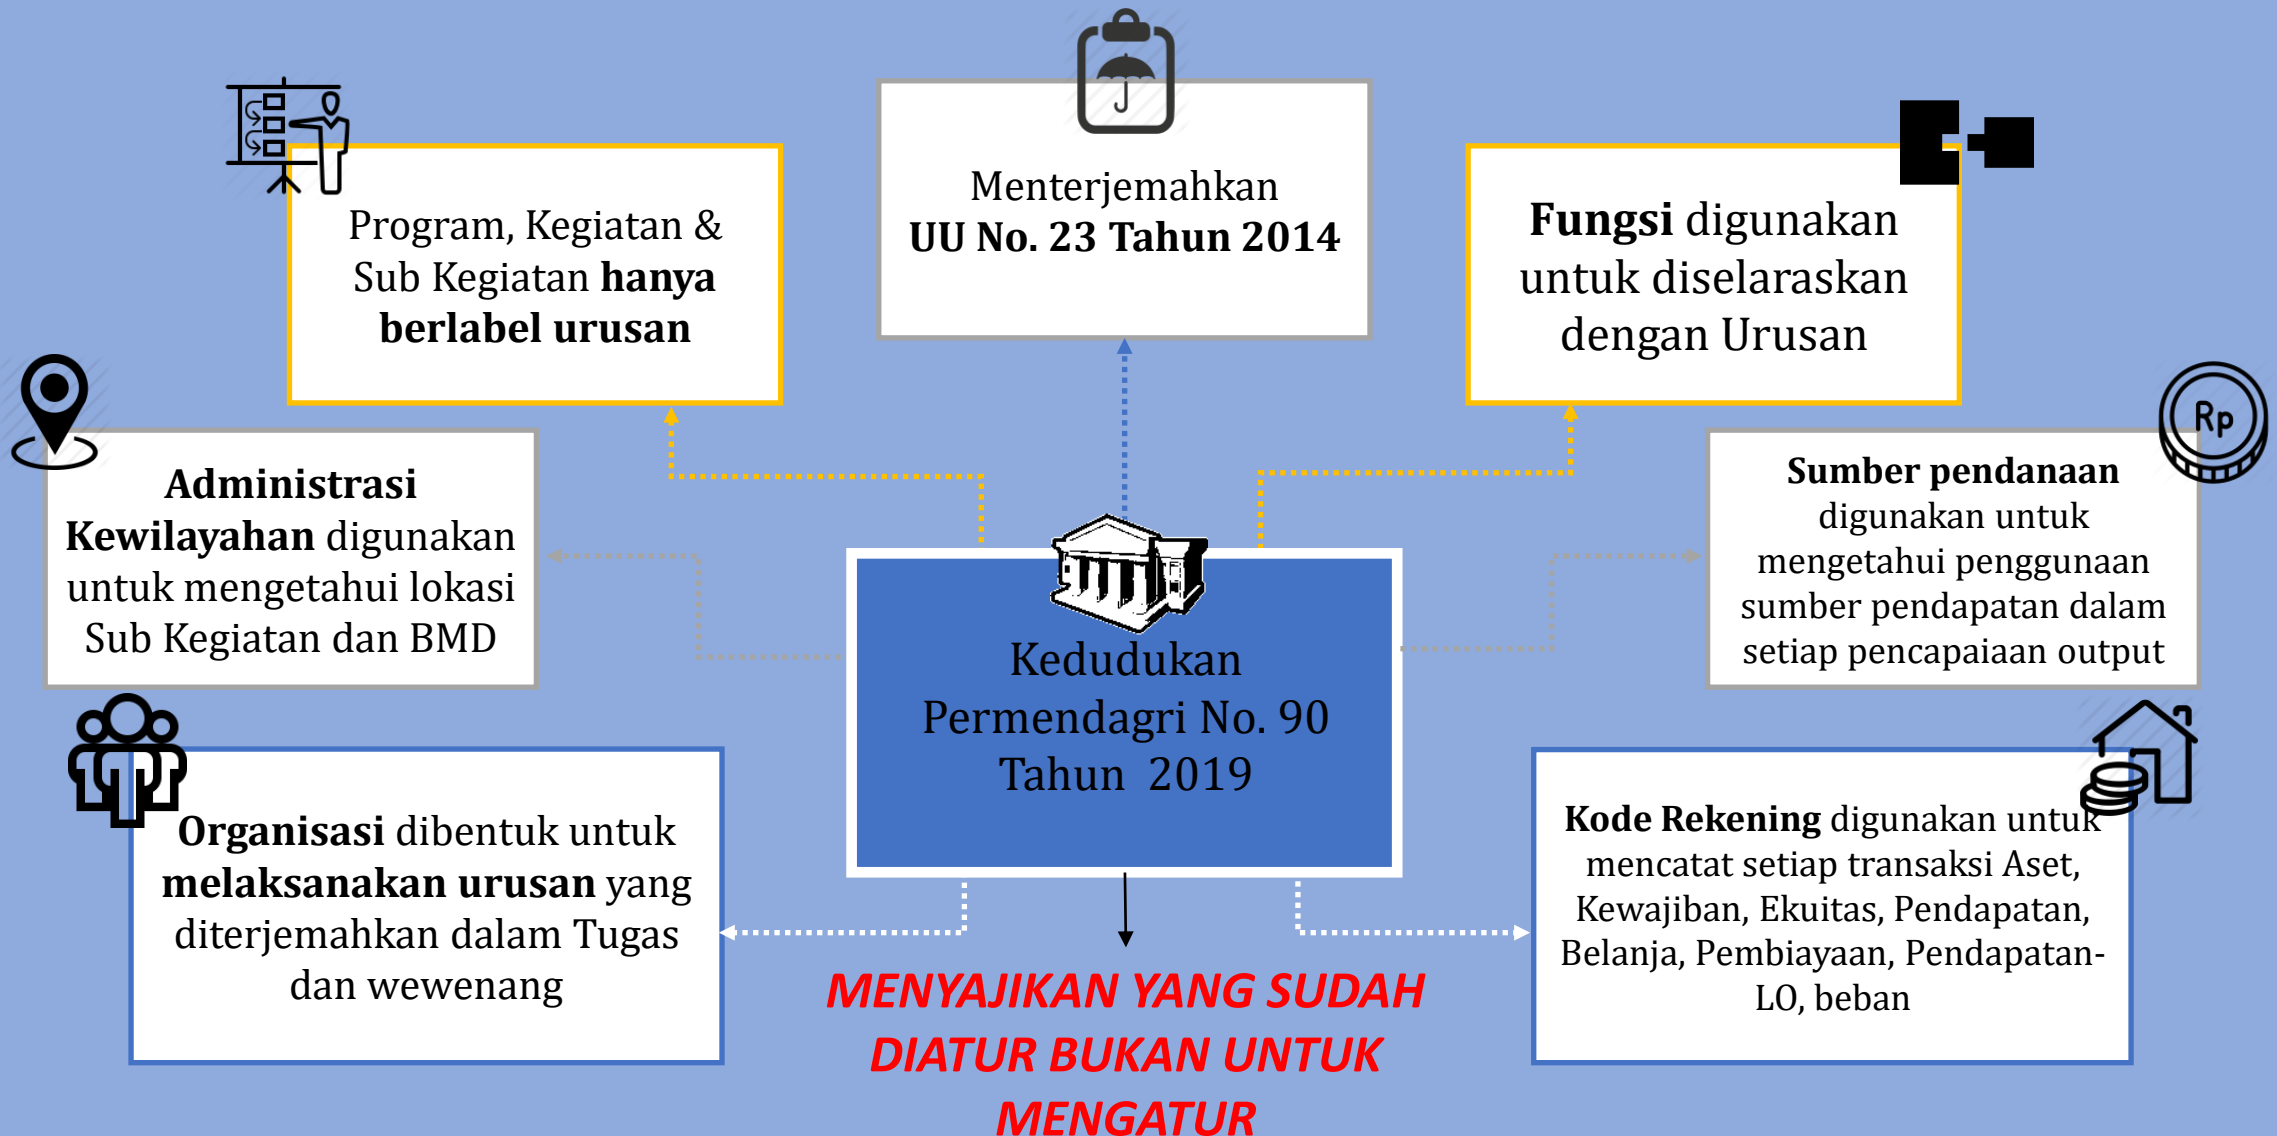 Menterjemahkan
UU No. 23 Tahun 2014
Program, Kegiatan &
Sub Kegiatan hanya
berlabel urusan
Fungsi digunakan
untuk diselaraskan
dengan Urusan
Administrasi
Kewilayahan digunakan
untuk mengetahui lokasi
Sub Kegiatan dan BMD
Rp
Sumber pendanaan
digunakan untuk
mengetahui penggunaan
sumber pendapatan dalam
setiap pencapaiaan output
Kedudukan
Permendagri No. 90
Tahun 2019
Organisasi dibentuk untuk
melaksanakan urusan yang
diterjemahkan dalam Tugas
dan wewenang
Kode Rekening digunakan untuk
mencatat setiap transaksi Aset,
Kewajiban, Ekuitas, Pendapatan,
Belanja, Pembiayaan, Pendapatan-
LO, beban
MENYAJIKAN YANG SUDAH
DIATUR BUKAN UNTUK
MENGATUR